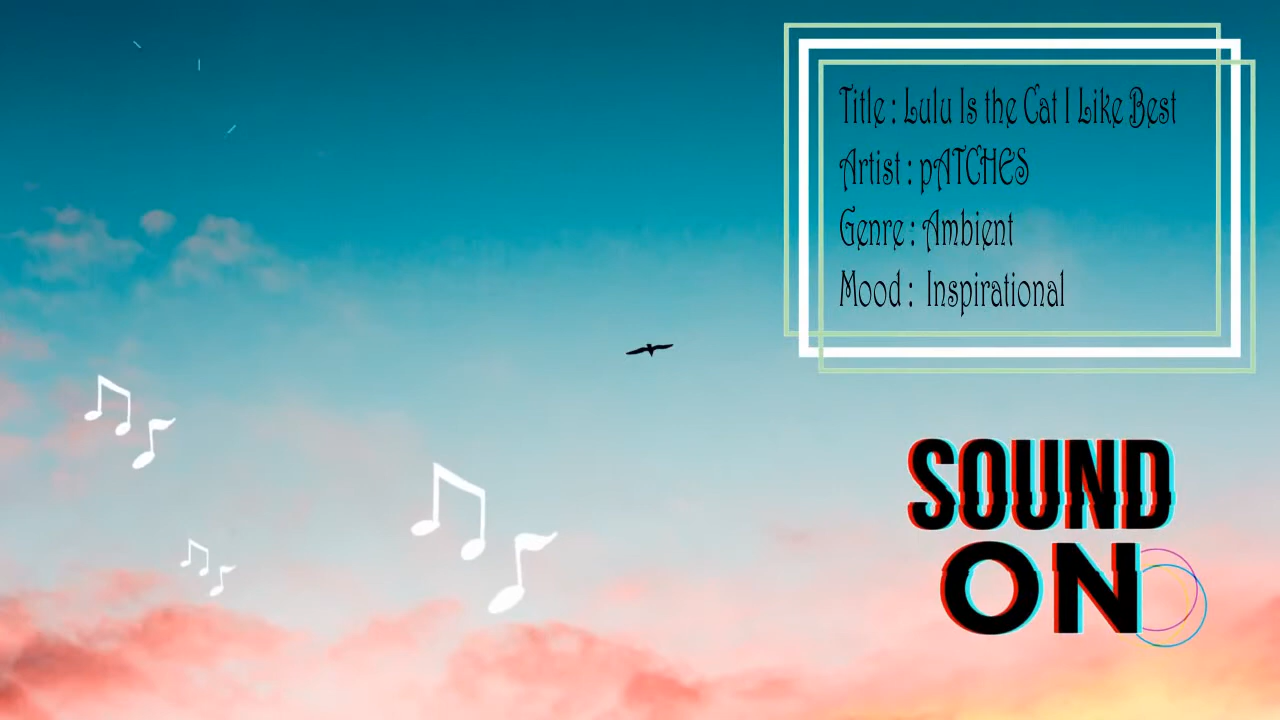 Title : Lulu Is the Cat I Like Best
Artist : pATCHES
Genre : Ambient
Mood : Inspirational
SOUND
ON